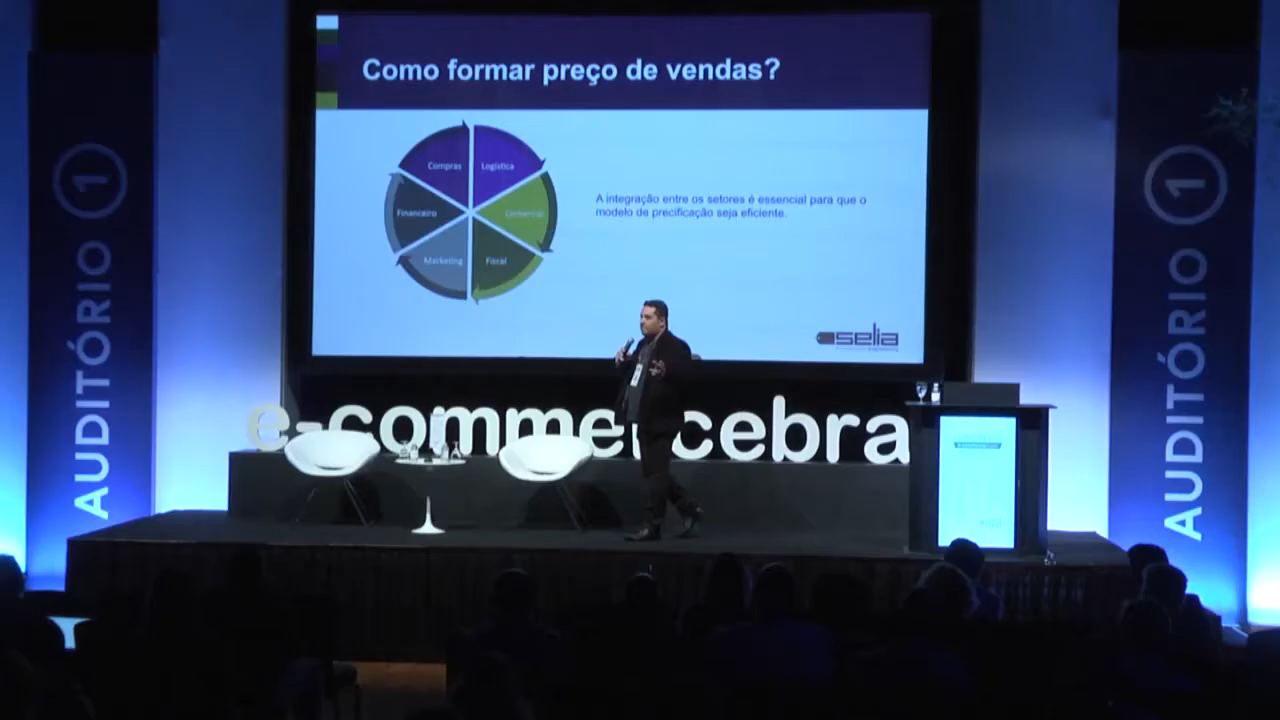 Como formar preço de vendas?
Compras
Logística
Financeiro
Comercial
Marketing
Fiscal
A integração entre os setores é essencial para que o
modelo de precificação seja eficiente.
selia
e-commercebra
AUDITÓRIO 1
AUDITÓRIO 1